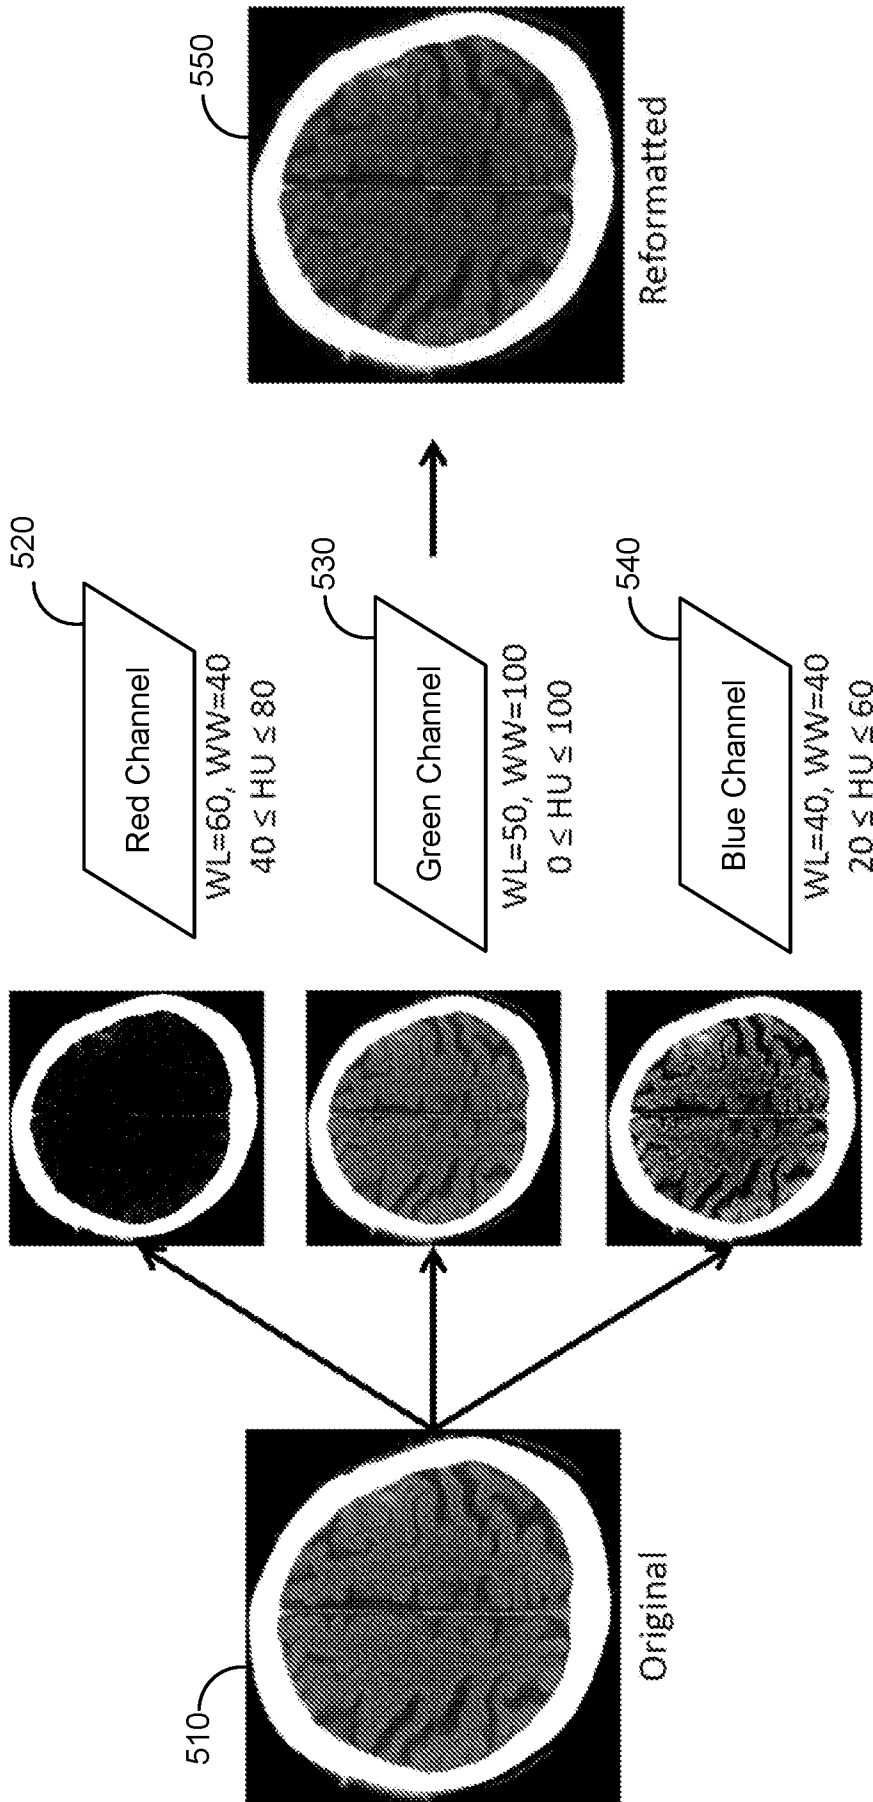 510
Original
520
Red Channel
WL=60, WW=40
40 ≤ HU ≤ 80
530
Green Channel
WL=50, WW=100
0 ≤ HU ≤ 100
540
Blue Channel
WL=40, WW=40
20 ≤ HU ≤ 60
550
Reformatted